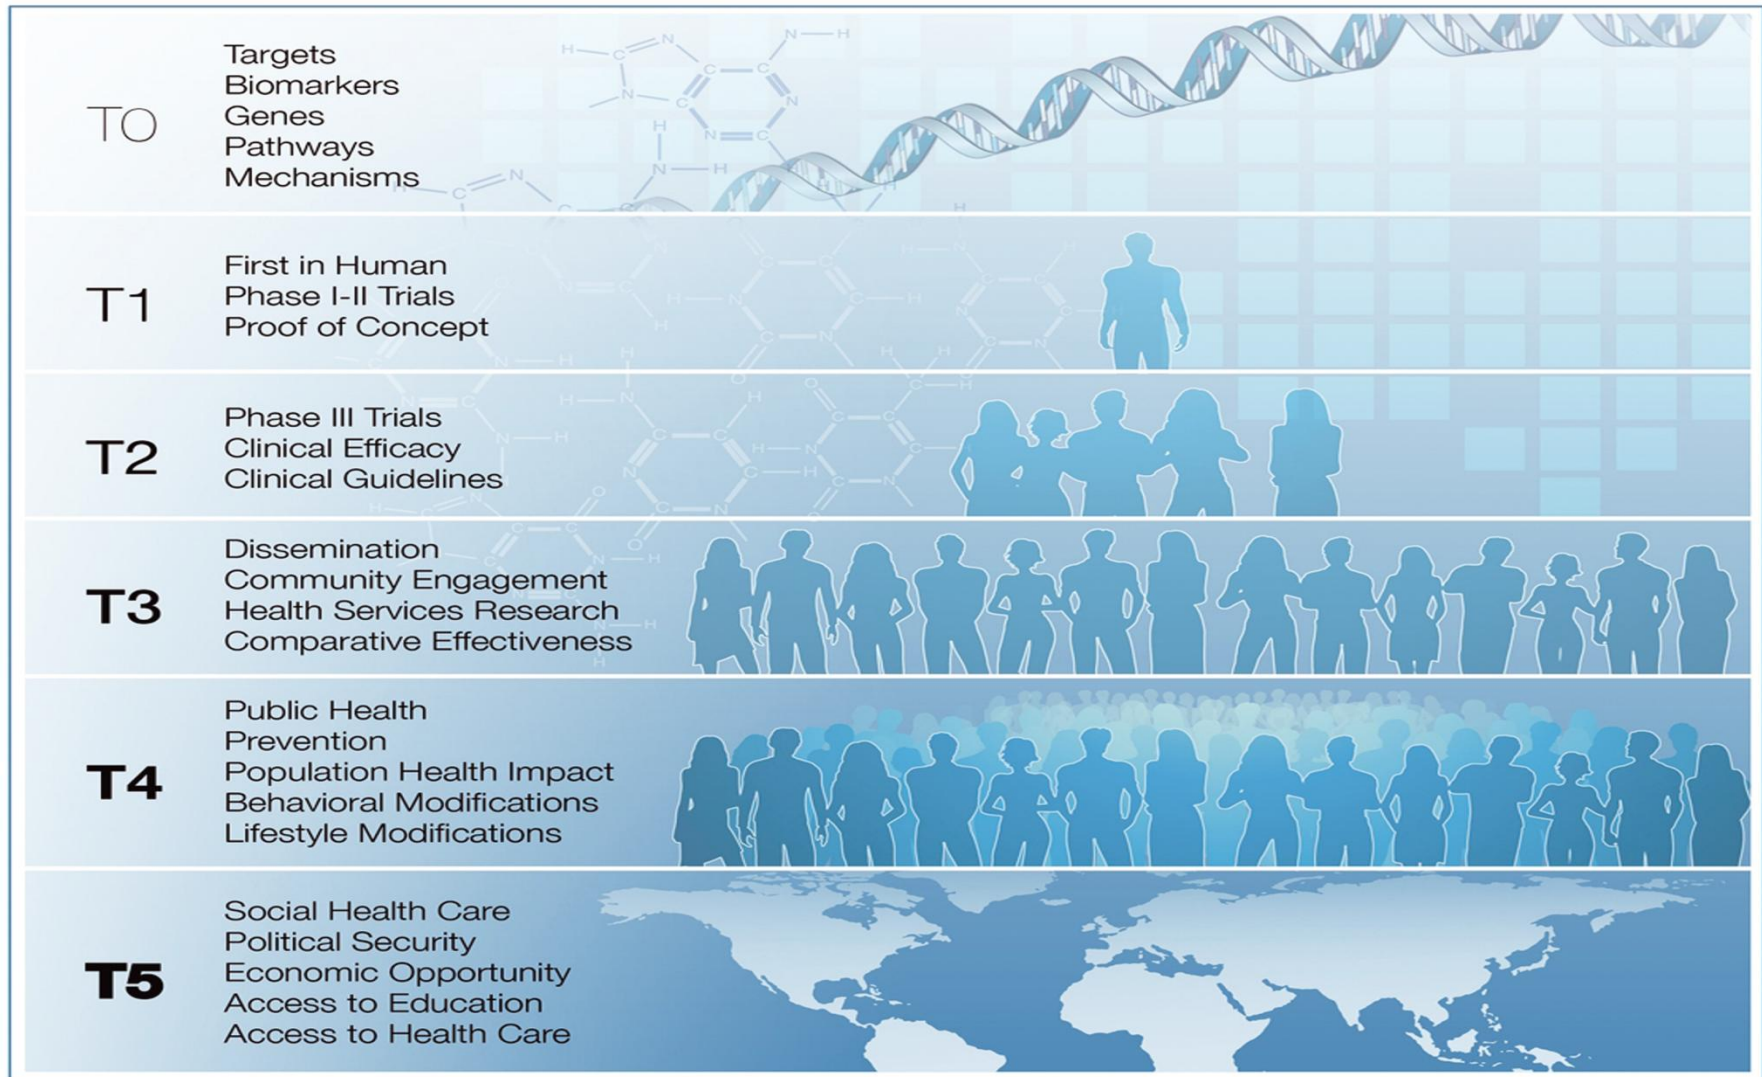 T0
Targets
Biomarkers
Genes
Pathways
Mechanisms
T1
First in Human
Phase I-II Trials
Proof of Concept
T2
Phase III Trials
Clinical Efficacy
Clinical Guidelines
T3
Dissemination
Community Engagement
Health Services Research
Comparative Effectiveness
T4
Public Health
Prevention
Population Health Impact
Behavioral Modifications
Lifestyle Modifications
T5
Social Health Care
Political Security
Economic Opportunity
Access to Education
Access to Health Care